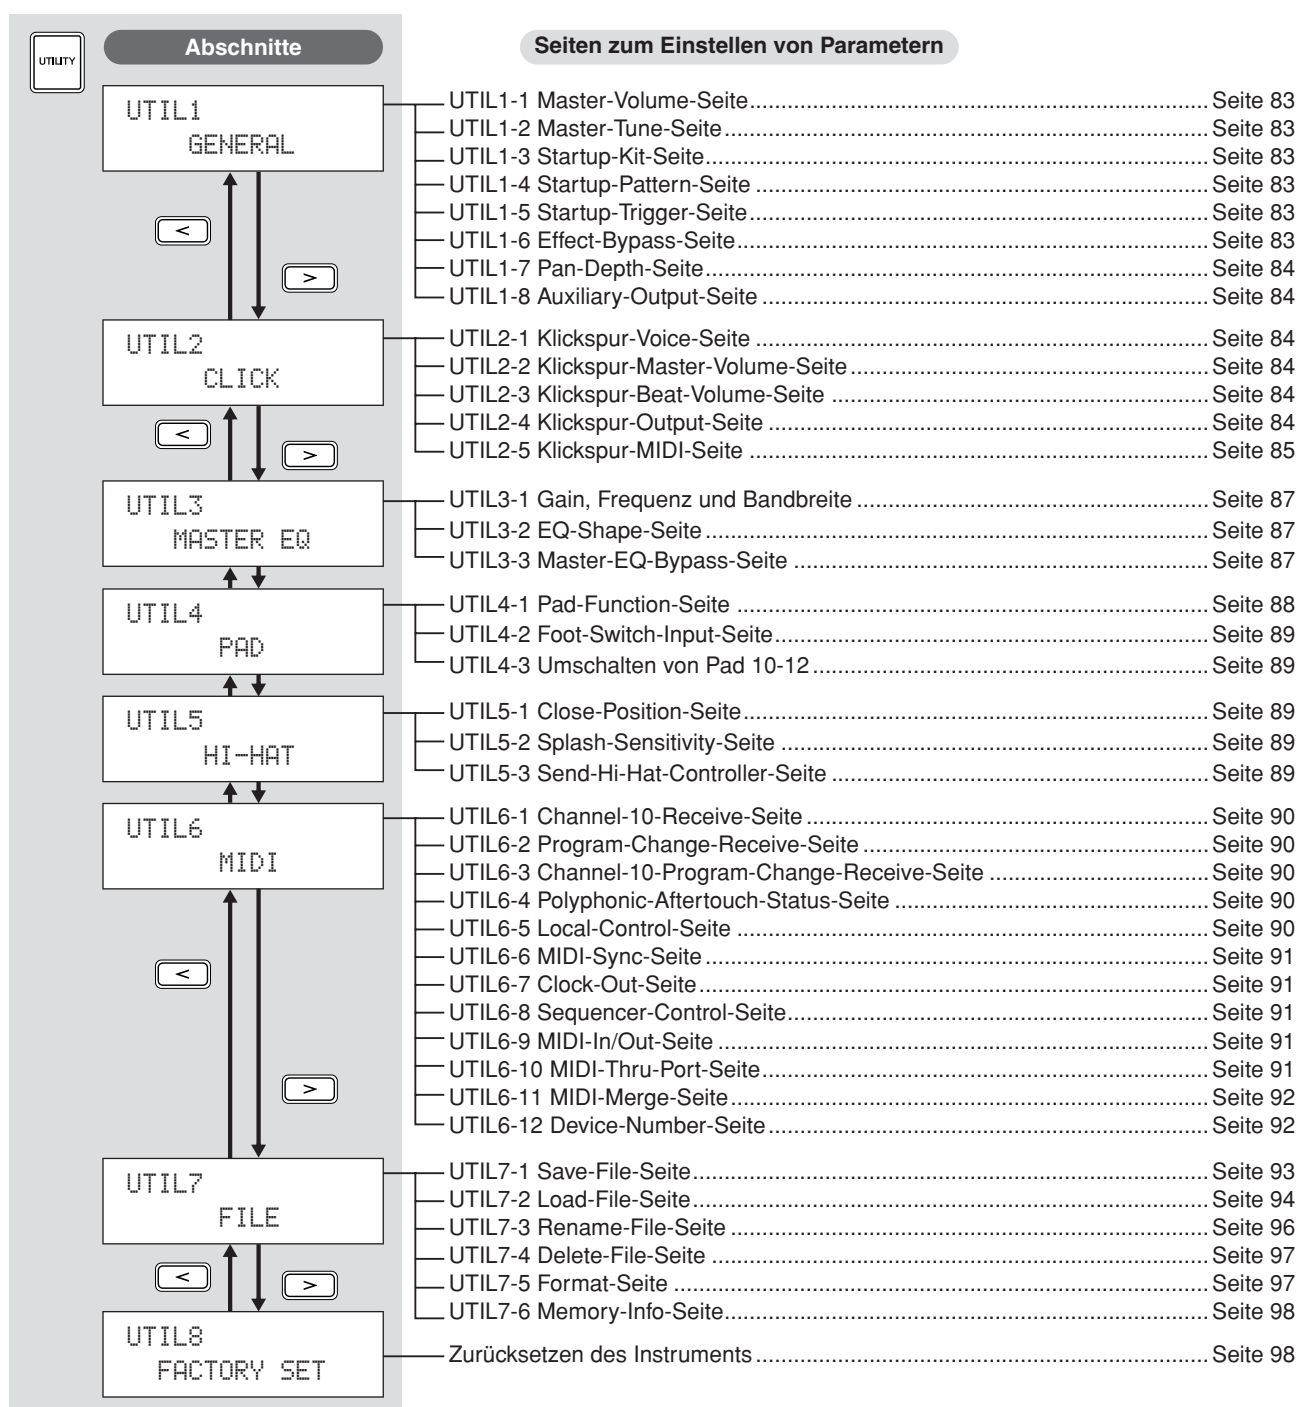 UTILITY
Abschnitte
Seiten zum Einstellen von Parametern
UTIL1
GENERAL
UTIL1-1 Master-Volume-Seite Seite 83
UTIL1-2 Master-Tune-Seite Seite 83
UTIL1-3 Startup-Kit-Seite Seite 83
UTIL1-4 Startup-Pattern-Seite Seite 83
UTIL1-5 Startup-Trigger-Seite Seite 83
UTIL1-6 Effect-Bypass-Seite Seite 83
UTIL1-7 Pan-Depth-Seite Seite 84
UTIL1-8 Auxiliary-Output-Seite Seite 84
<
>
UTIL2
CLICK
UTIL2-1 Klickspur-Voice-Seite Seite 84
UTIL2-2 Klickspur-Master-Volume-Seite Seite 84
UTIL2-3 Klickspur-Beat-Volume-Seite Seite 84
UTIL2-4 Klickspur-Output-Seite Seite 84
UTIL2-5 Klickspur-MIDI-Seite Seite 85
<
>
UTIL3
MASTER EQ
UTIL3-1 Gain, Frequenz und Bandbreite Seite 87
UTIL3-2 EQ-Shape-Seite Seite 87
UTIL3-3 Master-EQ-Bypass-Seite Seite 87
UTIL4
PAD
UTIL4-1 Pad-Function-Seite Seite 88
UTIL4-2 Foot-Switch-Input-Seite Seite 89
UTIL4-3 Umschalten von Pad 10-12 Seite 89
UTIL5
HI-HAT
UTIL5-1 Close-Position-Seite Seite 89
UTIL5-2 Splash-Sensitivity-Seite Seite 89
UTIL5-3 Send-Hi-Hat-Controller-Seite Seite 89
UTIL6
MIDI
UTIL6-1 Channel-10-Receive-Seite Seite 90
UTIL6-2 Program-Change-Receive-Seite Seite 90
UTIL6-3 Channel-10-Program-Change-Receive-Seite Seite 90
UTIL6-4 Polyphonic-Aftertouch-Status-Seite Seite 90
UTIL6-5 Local-Control-Seite Seite 90
UTIL6-6 MIDI-Sync-Seite Seite 91
UTIL6-7 Clock-Out-Seite Seite 91
UTIL6-8 Sequencer-Control-Seite Seite 91
UTIL6-9 MIDI-In/Out-Seite Seite 91
UTIL6-10 MIDI-Thru-Port-Seite Seite 91
UTIL6-11 MIDI-Merge-Seite Seite 92
UTIL6-12 Device-Number-Seite Seite 92
<
>
UTIL7
FILE
UTIL7-1 Save-File-Seite Seite 93
UTIL7-2 Load-File-Seite Seite 94
UTIL7-3 Rename-File-Seite Seite 96
UTIL7-4 Delete-File-Seite Seite 97
UTIL7-5 Format-Seite Seite 97
UTIL7-6 Memory-Info-Seite Seite 98
<
>
UTIL8
FACTORY SET
Zurücksetzen des Instruments Seite 98